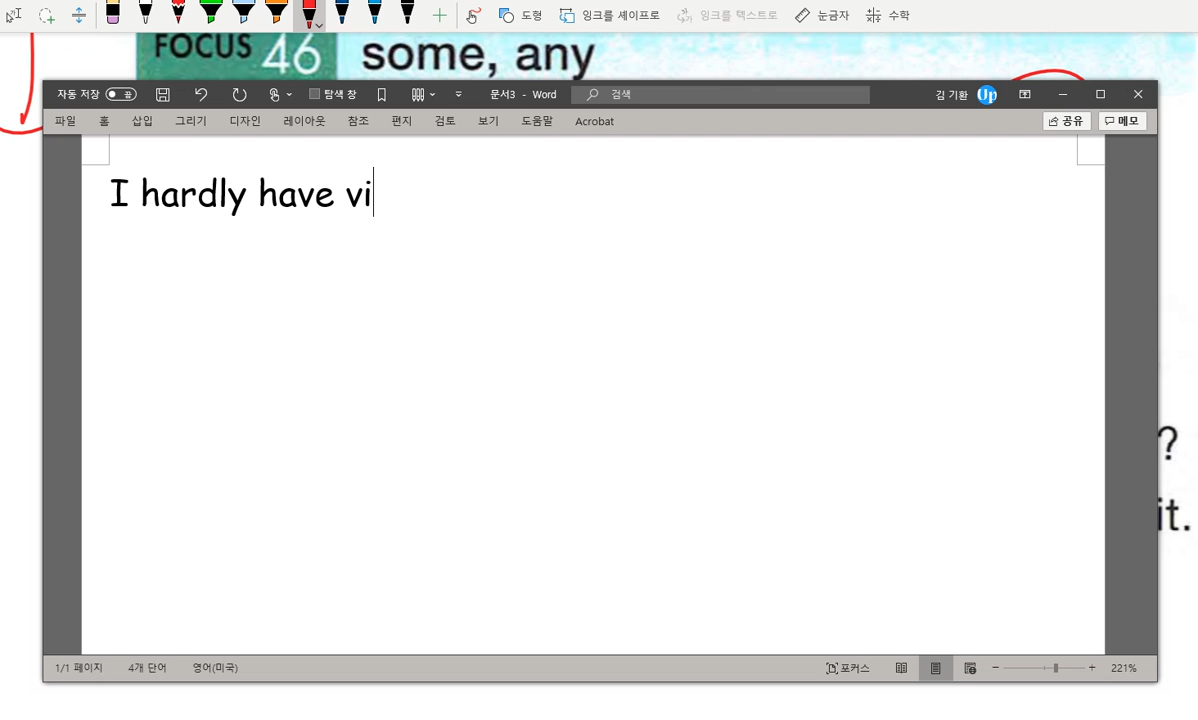 도형 잉크를 셰이프로 잉크를 텍스트로 눈금자 수학
FOCUS 46 some, any
자동 저장 끔 탐색 창 문서3 - Word 검색 김 기환 Up
파일 홈 삽입 그리기 디자인 레이아웃 참조 편지 검토 보기 도움말 Acrobat 공유 메모
I hardly have vi
?
it.
1/1 페이지 4개 단어 영어(미국) 포커스 221%